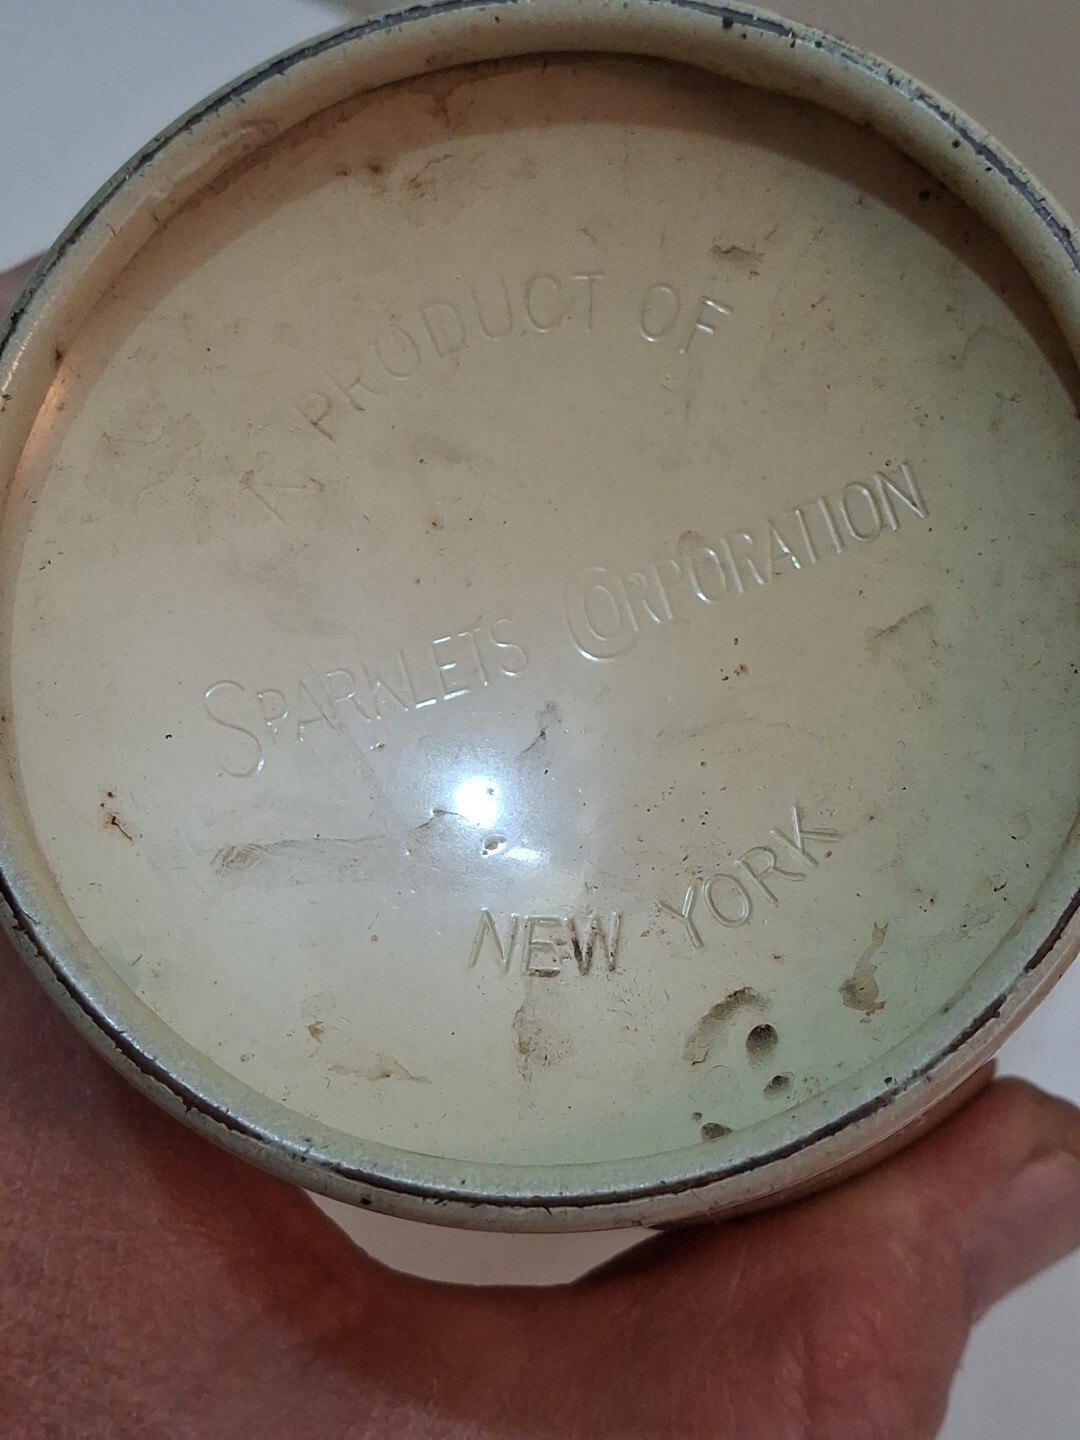 A PRODUCT OF
SPARKLETS CORPORATION
NEW YORK